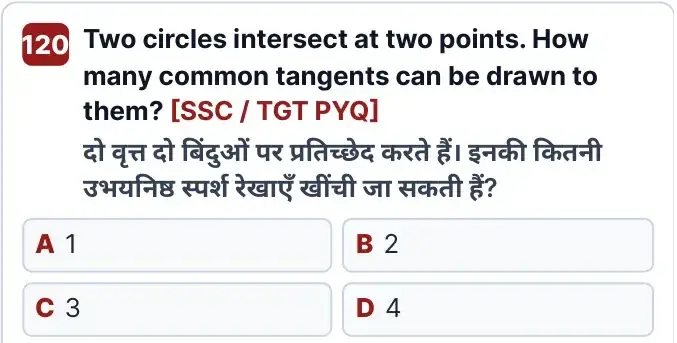 120 Two circles intersect at two points. How
many common tangents can be drawn to
them? [SSC / TGT PYQ]
दो वृत्त दो बिंदुओं पर प्रतिच्छेद करते हैं। इनकी कितनी
उभयनिष्ठ स्पर्श रेखाएँ खींची जा सकती हैं?
A 1
B 2
C 3
D 4